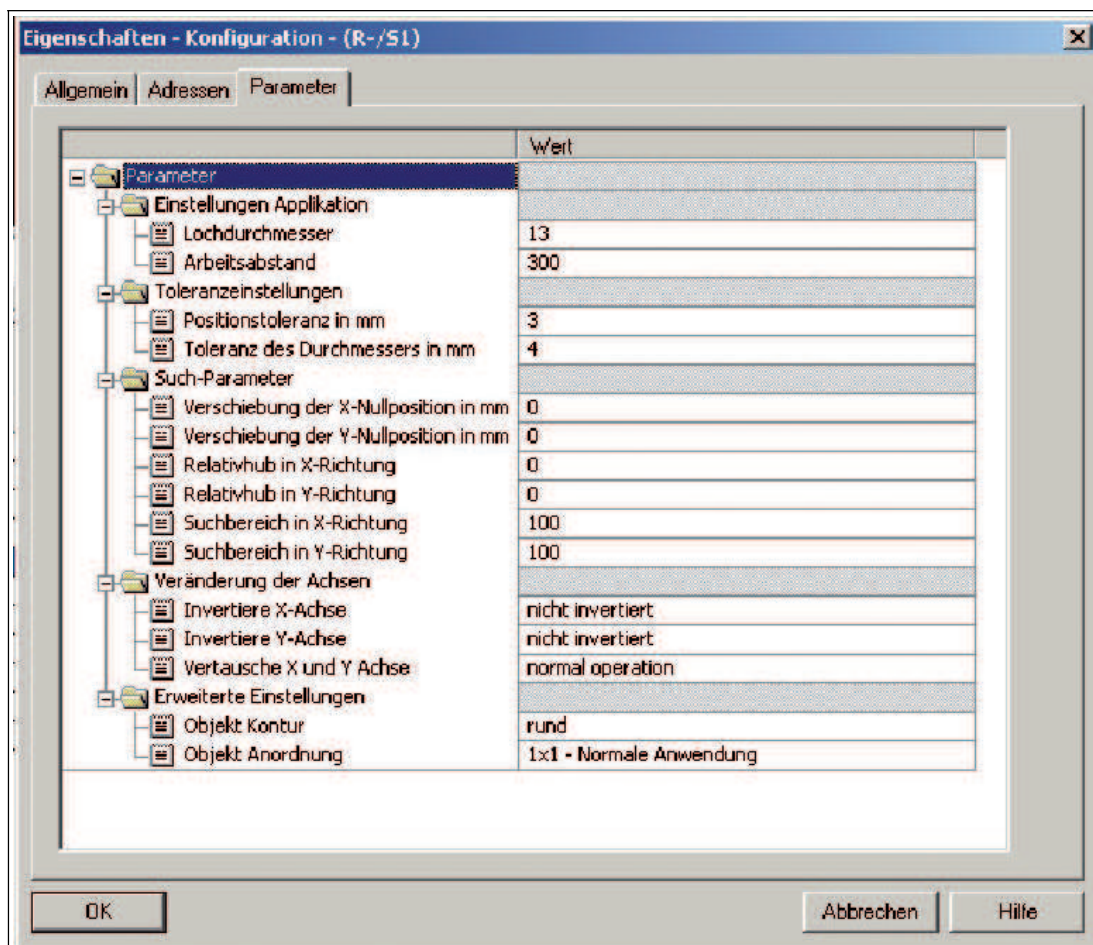 Eigenschaften - Konfiguration - (R-/S1)
Allgemein Adressen Parameter
Wert
Parameter
Einstellungen Applikation
Lochdurchmesser 13
Arbeitsabstand 300
Toleranzeinstellungen
Positionstoleranz in mm 3
Toleranz des Durchmessers in mm 4
Such-Parameter
Verschiebung der X-Nullposition in mm 0
Verschiebung der Y-Nullposition in mm 0
Relativhub in X-Richtung 0
Relativhub in Y-Richtung 0
Suchbereich in X-Richtung 100
Suchbereich in Y-Richtung 100
Veränderung der Achsen
Invertiere X-Achse nicht invertiert
Invertiere Y-Achse nicht invertiert
Vertausche X und Y Achse normal operation
Erweiterte Einstellungen
Objekt Kontur rund
Objekt Anordnung 1x1 - Normale Anwendung
OK Abbrechen Hilfe